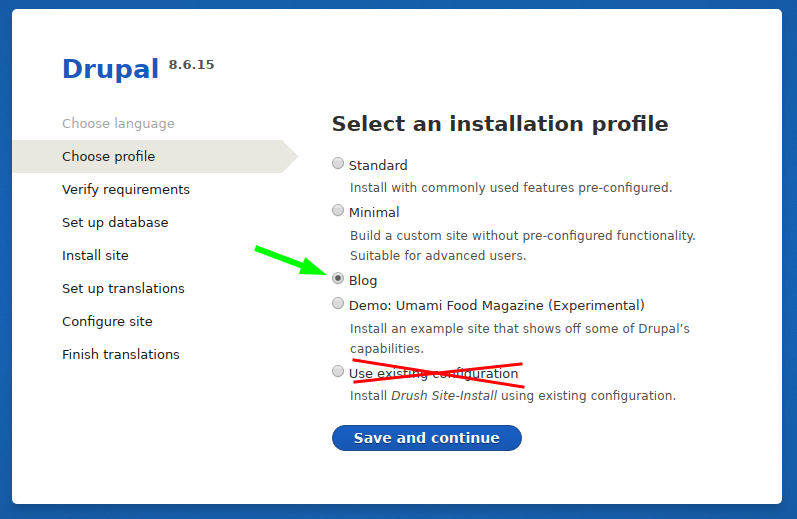 Drupal 8.6.15
Choose language
Choose profile
Verify requirements
Set up database
Install site
Set up translations
Configure site
Finish translations
Select an installation profile
Standard
Install with commonly used features pre-configured.
Minimal
Build a custom site without pre-configured functionality.
Suitable for advanced users.
Blog
Demo: Umami Food Magazine (Experimental)
Install an example site that shows off some of Drupal’s
capabilities.
Use existing configuration
Install Drush Site-Install using existing configuration.
Save and continue